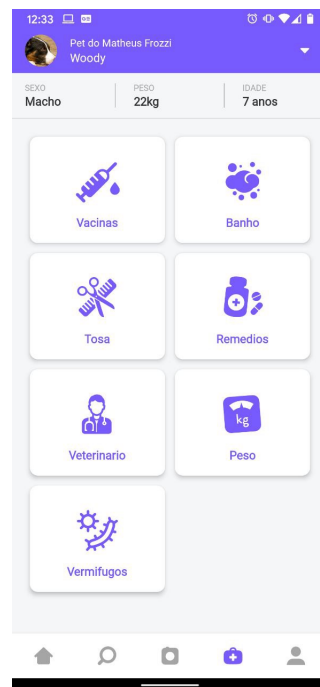 12:33
Pet do Matheus Frozzi
Woody
SEXO PESO IDADE
Macho 22kg 7 anos
Vacinas Banho
Tosa Remedios
kg
Veterinario Peso
Vermifugos